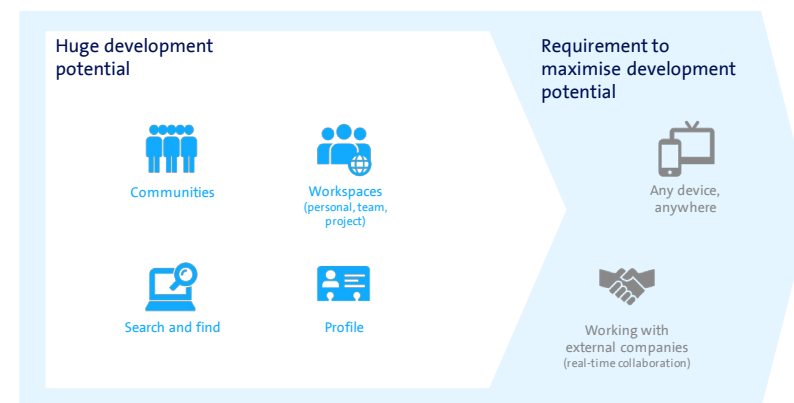 Huge development
potential
Communities
Workspaces
(personal, team,
project)
Search and find
Profile
Requirement to
maximise development
potential
Any device,
anywhere
Working with
external companies
(real-time collaboration)